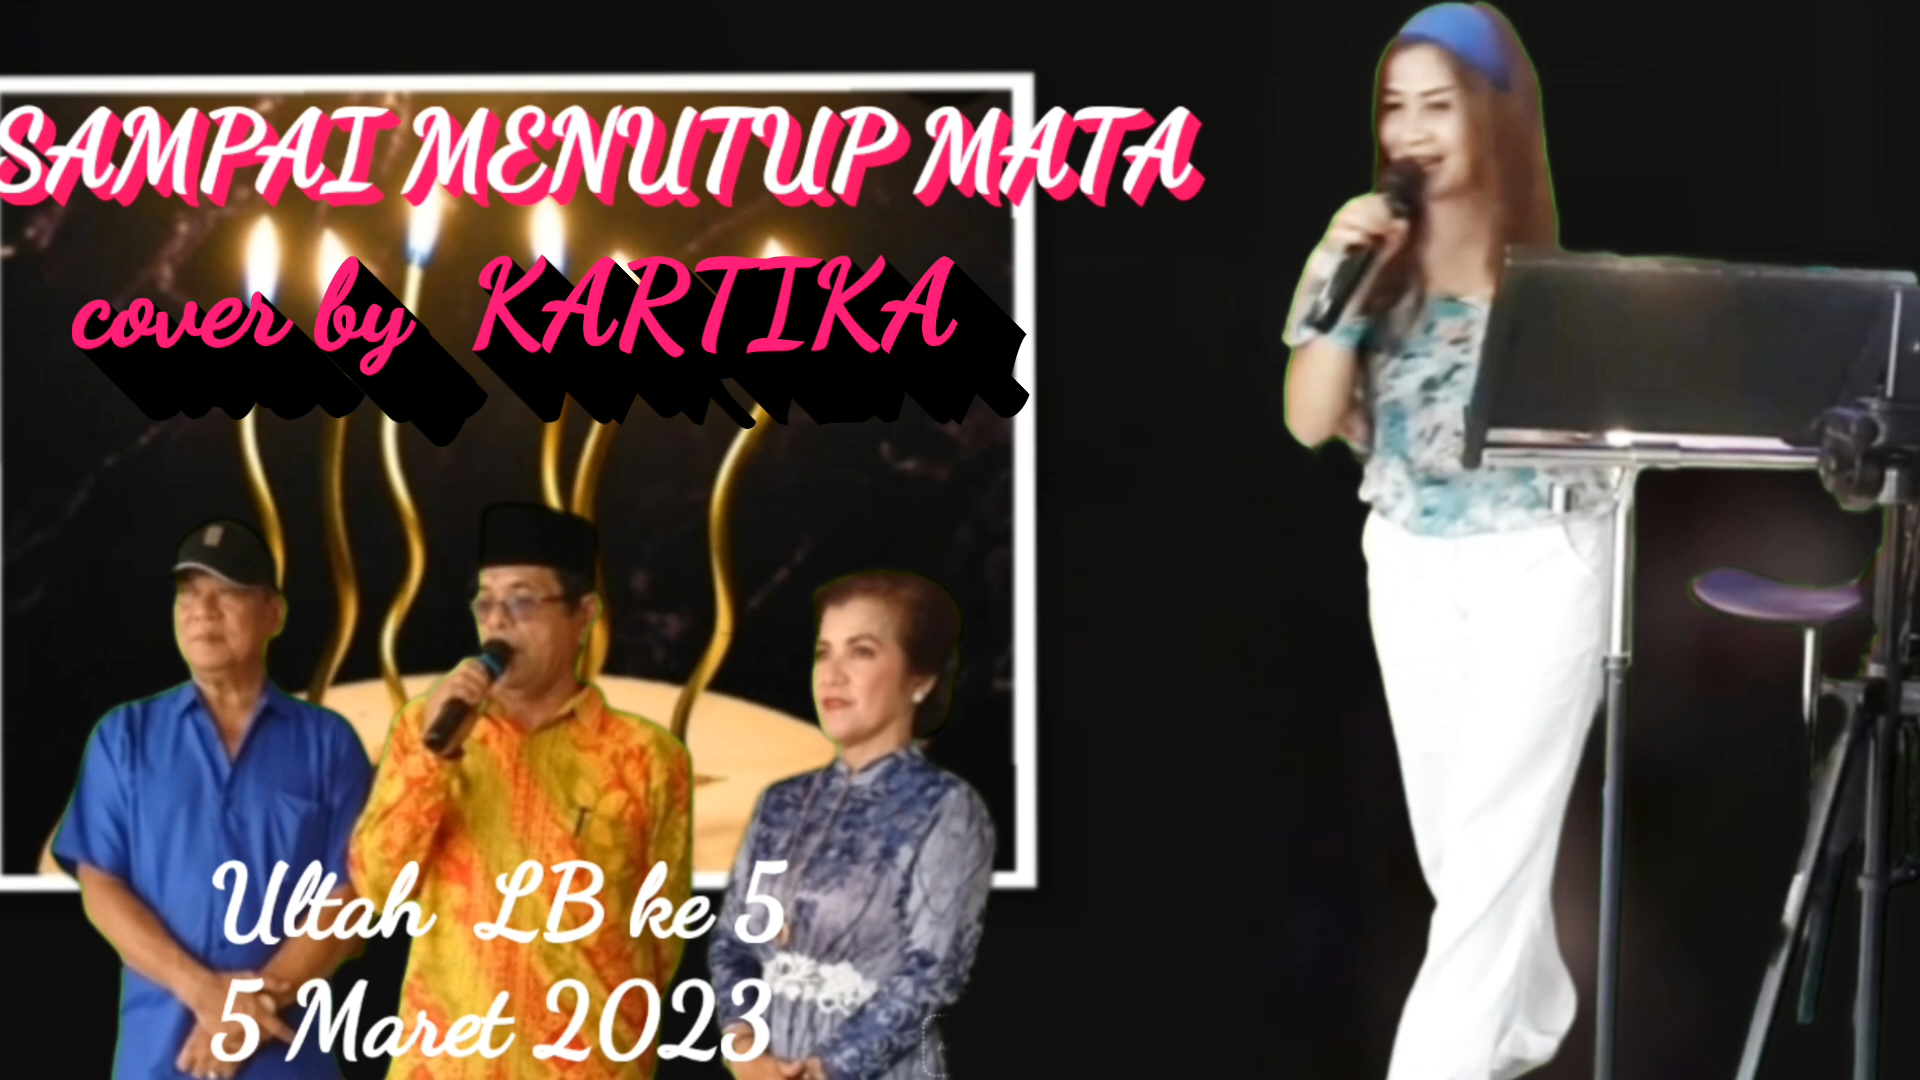 SAMPAI MENUTUP MATA
cover by KARTIKA
Ultah LB ke 5
5 Maret 2023